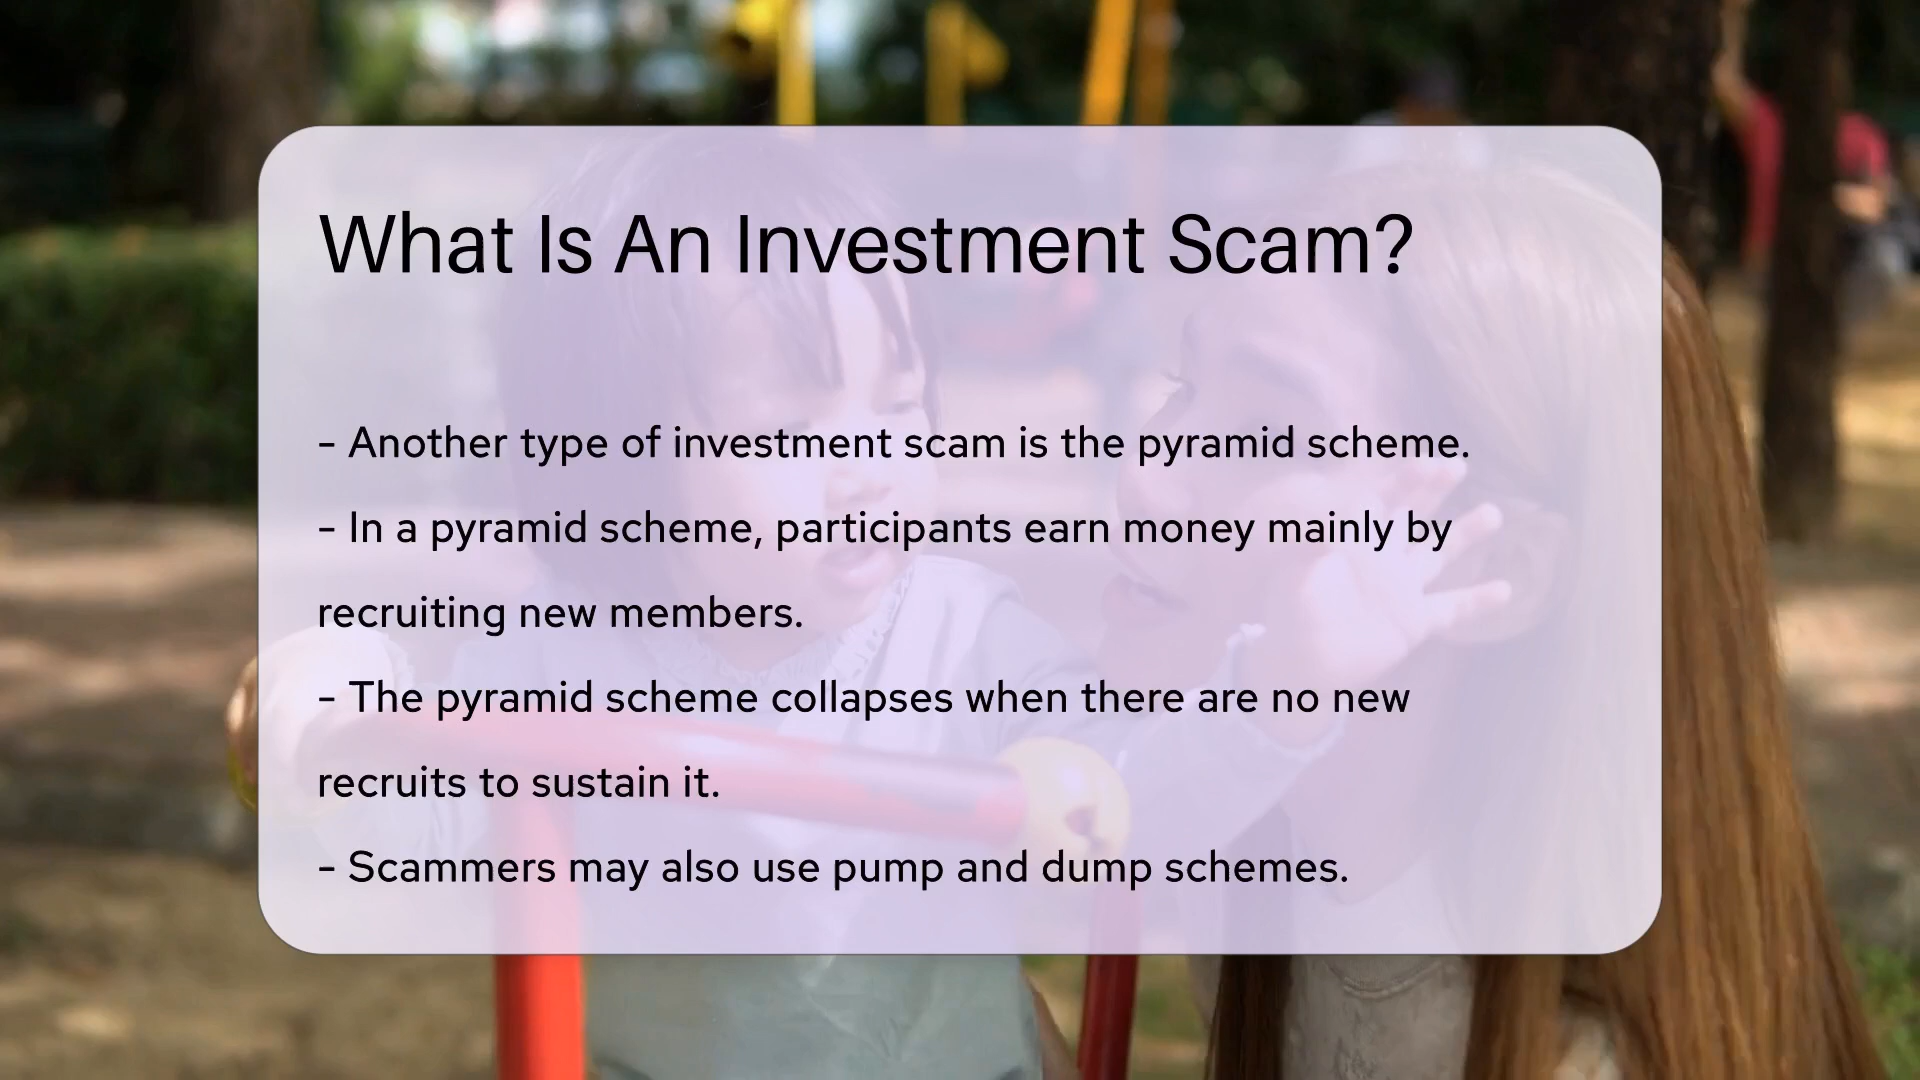 What Is An Investment Scam?
- Another type of investment scam is the pyramid scheme.
- In a pyramid scheme, participants earn money mainly by
recruiting new members.
- The pyramid scheme collapses when there are no new
recruits to sustain it.
- Scammers may also use pump and dump schemes.